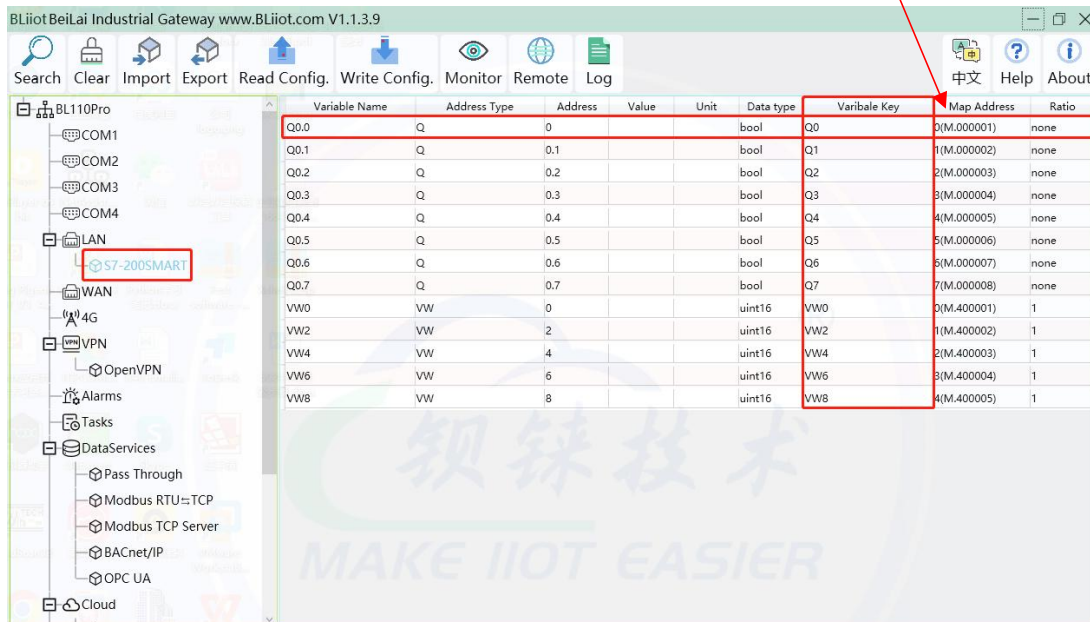 BLiiot BeiLai Industrial Gateway www.BLiiot.com V1.1.3.9
Search Clear Import Export Read Config. Write Config. Monitor Remote Log 中文 Help About
BL110Pro
COM1
COM2
COM3
COM4
LAN
S7-200SMART
WAN
4G
VPN
OpenVPN
Alarms
Tasks
DataServices
Pass Through
Modbus RTU⇆TCP
Modbus TCP Server
BACnet/IP
OPC UA
Cloud
Variable Name Address Type Address Value Unit Data type Varibale Key Map Address Ratio
Q0.0 Q 0 bool Q0 0(M.000001) none
Q0.1 Q 0.1 bool Q1 1(M.000002) none
Q0.2 Q 0.2 bool Q2 2(M.000003) none
Q0.3 Q 0.3 bool Q3 3(M.000004) none
Q0.4 Q 0.4 bool Q4 4(M.000005) none
Q0.5 Q 0.5 bool Q5 5(M.000006) none
Q0.6 Q 0.6 bool Q6 6(M.000007) none
Q0.7 Q 0.7 bool Q7 7(M.000008) none
VW0 VW 0 uint16 VW0 0(M.400001) 1
VW2 VW 2 uint16 VW2 1(M.400002) 1
VW4 VW 4 uint16 VW4 2(M.400003) 1
VW6 VW 6 uint16 VW6 3(M.400004) 1
VW8 VW 8 uint16 VW8 4(M.400005) 1
钡铼技术
MAKE IIOT EASIER